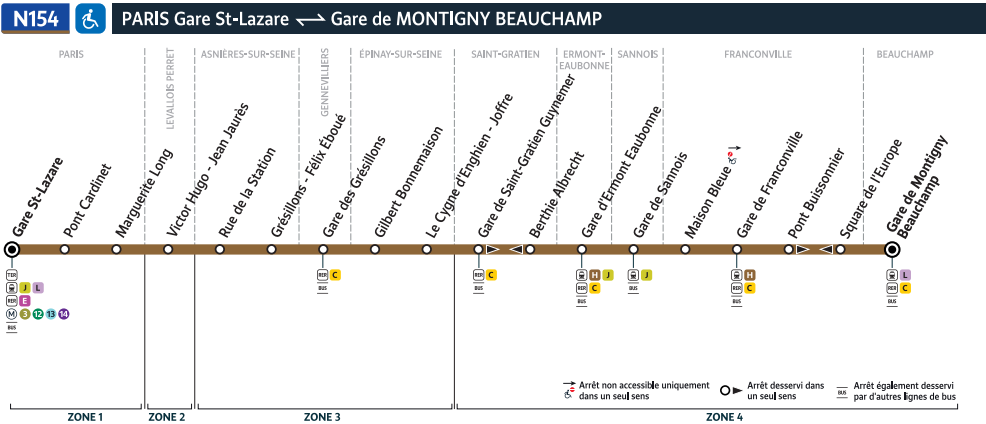 N154 PARIS Gare St-Lazare Gare de MONTIGNY BEAUCHAMP
PARIS
LEVALLOIS PERRET
ASNIÈRES-SUR-SEINE
GENNEVILLIERS
ÉPINAY-SUR-SEINE
SAINT-GRATIEN
ERMONT-
EAUBONNE
SANNOIS
FRANCONVILLE
BEAUCHAMP
Gare St-Lazare
Pont Cardinet
Marguerite Long
Victor Hugo - Jean Jaurès
Rue de la Station
Grésillons - Félix Éboué
Gare des Grésillons
Gilbert Bonnemaison
Le Cygne d'Enghien - Joffre
Gare de Saint-Gratien Guynemer
Berthie Albrecht
Gare d'Ermont Eaubonne
Gare de Sannois
Maison Bleue
Gare de Franconville
Pont Buissonnier
Square de l'Europe
Gare de Montigny
Beauchamp
TER
J L
RER E
M 3 12 13 14
BUS
RER C
BUS
RER C
BUS
H J
RER C
BUS
J
BUS
H
RER C
BUS
L
RER C
BUS
Arrêt non accessible uniquement
dans un seul sens
Arrêt desservi dans
un seul sens
BUS
Arrêt également desservi
par d'autres lignes de bus
ZONE 1
ZONE 2
ZONE 3
ZONE 4